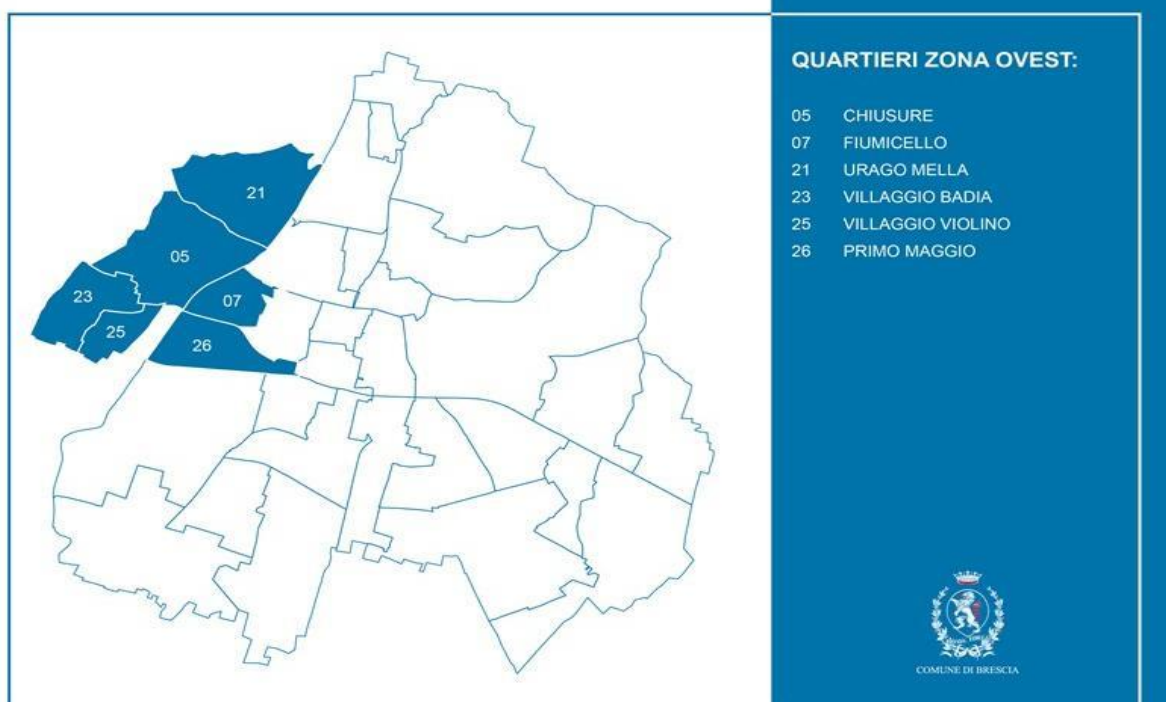 QUARTIERI ZONA OVEST:
05 CHIUSURE
07 FIUMICELLO
21 URAGO MELLA
23 VILLAGGIO BADIA
25 VILLAGGIO VIOLINO
26 PRIMO MAGGIO
21
05
23
07
25
26
COMUNE DI BRESCIA